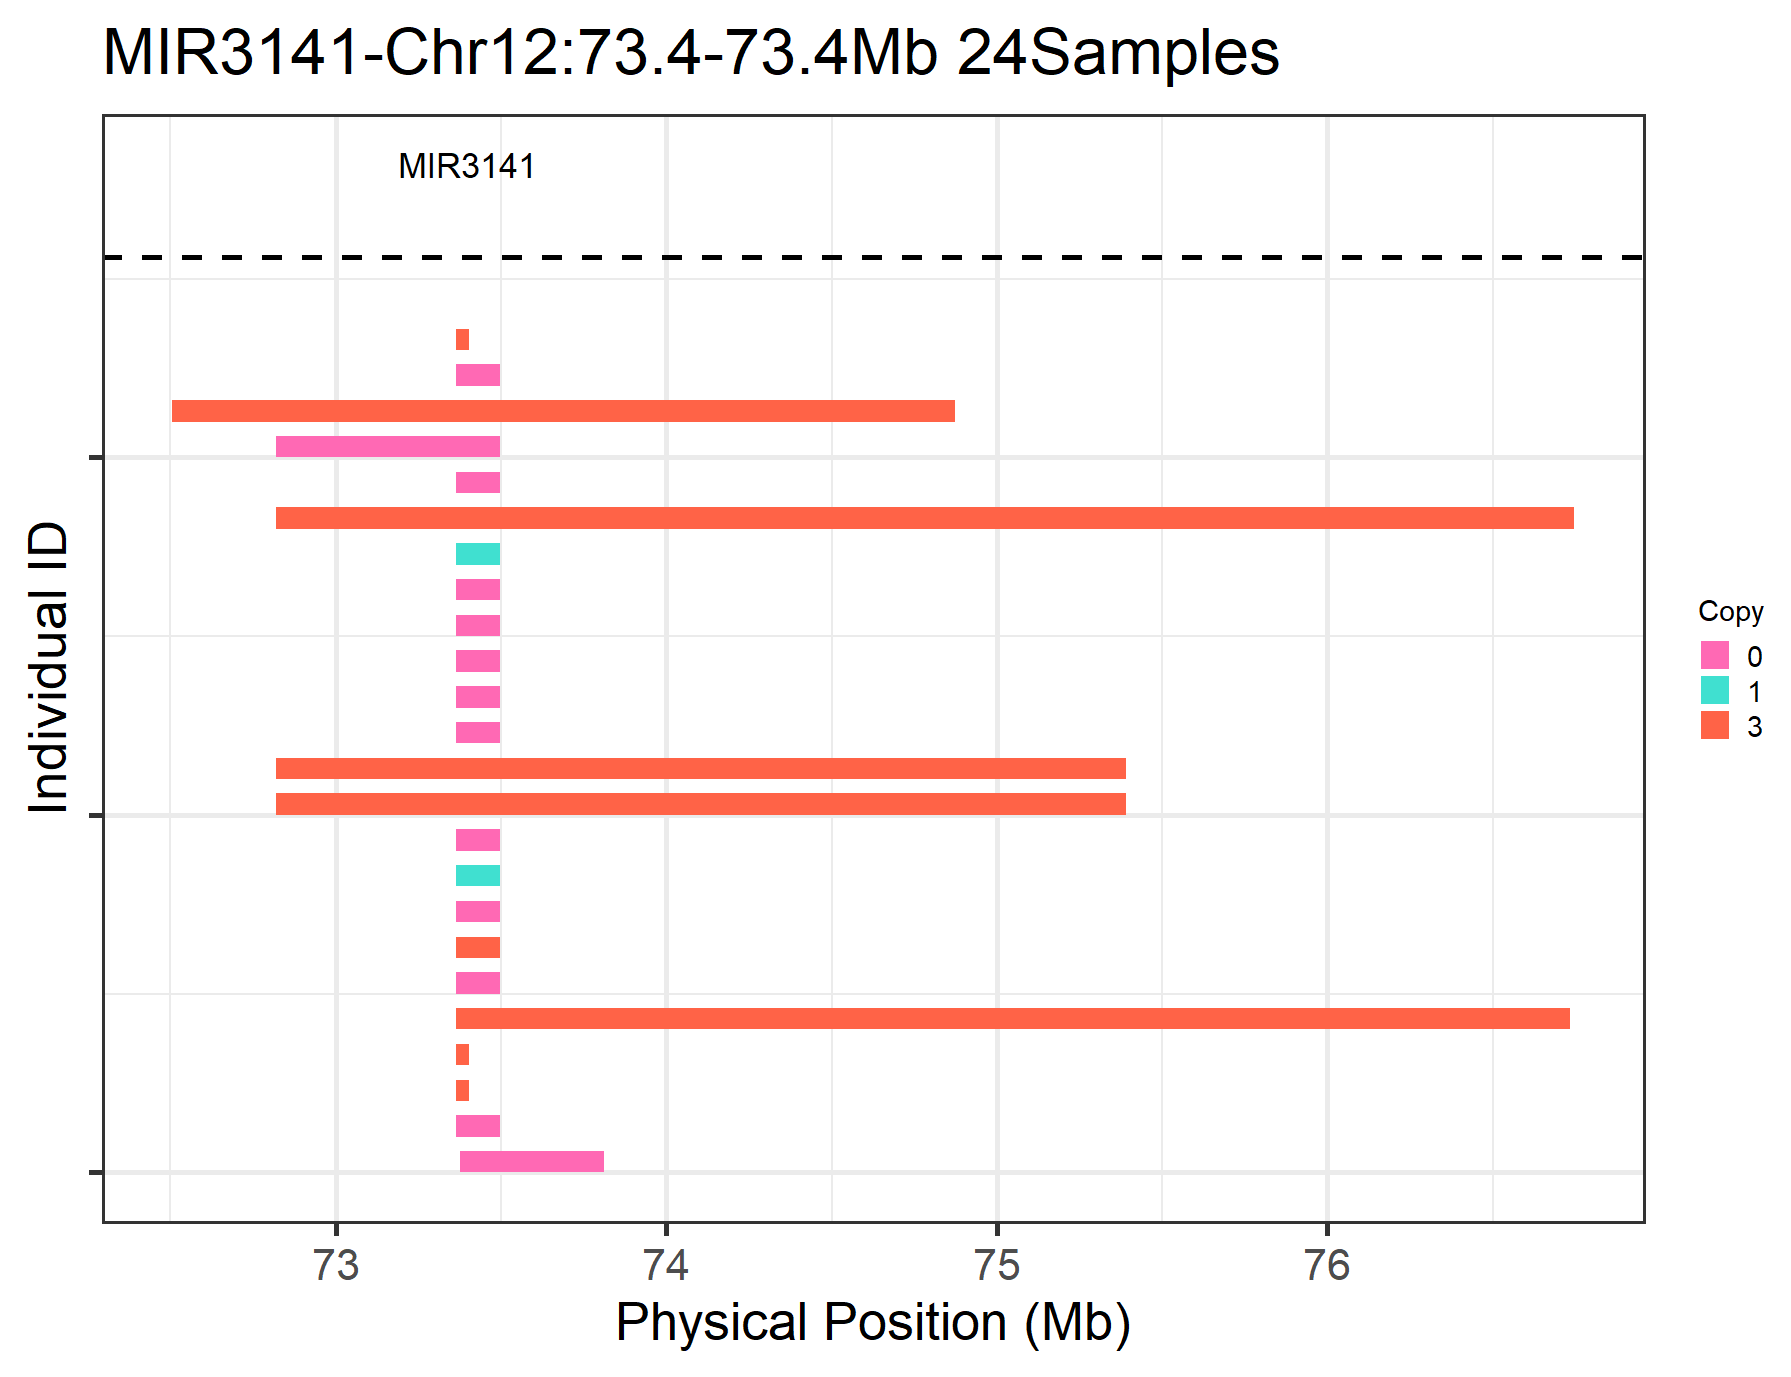 MIR3141-Chr12:73.4-73.4Mb 24Samples
MIR3141
Individual ID
Copy
0
1
3
73 74 75 76
Physical Position (Mb)